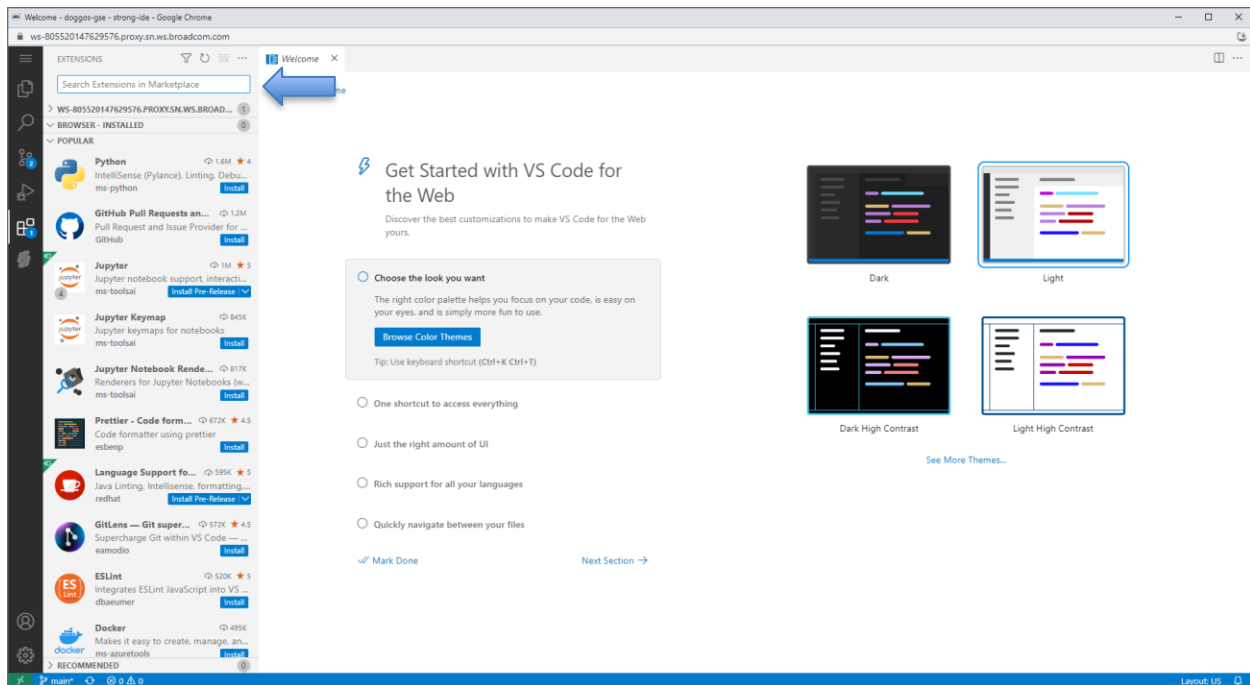 Welcome - doggos-gse - strong-ide - Google Chrome
ws-805520147629576.proxy.sn.ws.broadcom.com
EXTENSIONS
Search Extensions in Marketplace
WS-805520147629576.PROXY.SN.WS.BROAD... 1
BROWSER - INSTALLED 0
POPULAR
Python 1.6M 4
IntelliSense (Pylance), Linting, Debu...
ms-python Install
GitHub Pull Requests an... 1.2M
Pull Request and Issue Provider for ...
GitHub Install
Jupyter 1M 5
Jupyter notebook support, interacti...
ms-toolsai Install Pre-Release
Jupyter Keymap 845K
Jupyter keymaps for notebooks
ms-toolsai Install
Jupyter Notebook Rende... 817K
Renderers for Jupyter Notebooks (w...
ms-toolsai Install
Prettier - Code form... 672K 4.5
Code formatter using prettier
esbenp Install
Language Support fo... 595K 5
Java Linting, Intellisense, formatting,...
redhat Install Pre-Release
GitLens — Git super... 572K 4.5
Supercharge Git within VS Code — ...
eamodio Install
ESLint 520K 5
Integrates ESLint JavaScript into VS ...
dbaeumer Install
Docker 495K
Makes it easy to create, manage, an...
ms-azuretools Install
RECOMMENDED 0
2
1
jupyter
4
jupyter
ES
Lint
docker
Welcome
me
Get Started with VS Code for
the Web
Discover the best customizations to make VS Code for the Web
yours.
Choose the look you want
The right color palette helps you focus on your code, is easy on
your eyes, and is simply more fun to use.
Browse Color Themes
Tip: Use keyboard shortcut (Ctrl+K Ctrl+T)
One shortcut to access everything
Just the right amount of UI
Rich support for all your languages
Quickly navigate between your files
Mark Done Next Section →
Dark Light
Dark High Contrast Light High Contrast
See More Themes...
main* 0 0 Layout: US